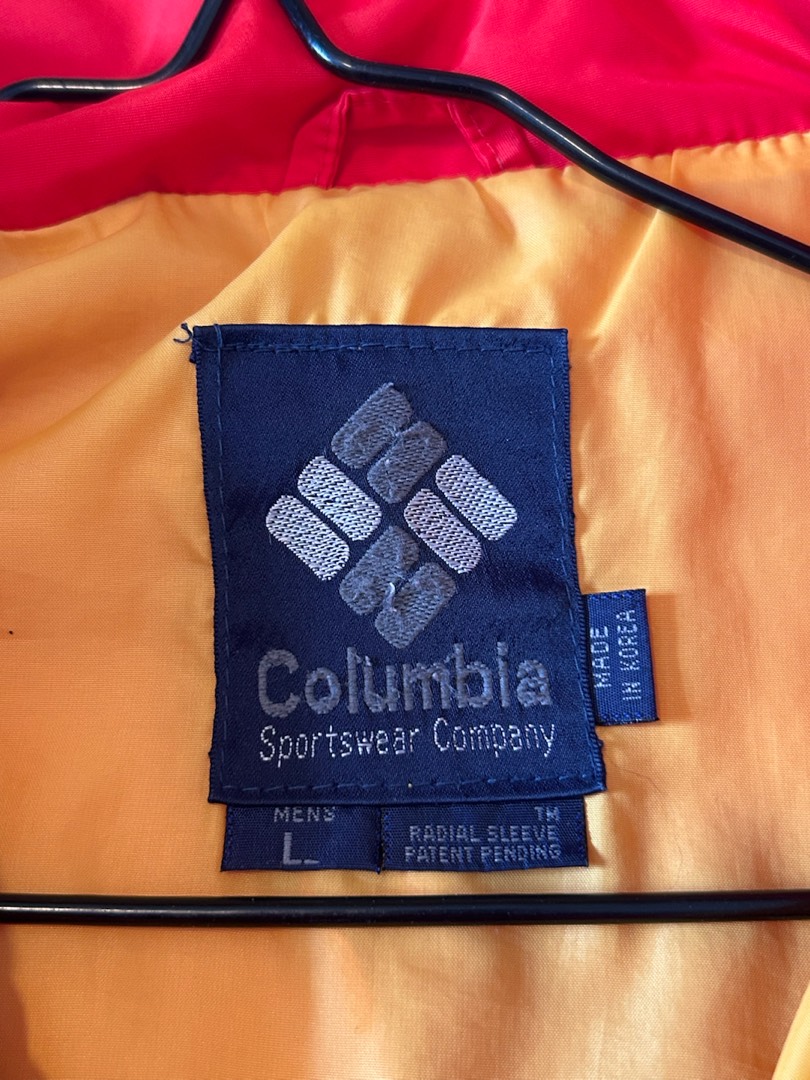 Columbia
Sportswear Company
MADE
IN KOREA
MENS
L
TM
RADIAL SLEEVE
PATENT PENDING